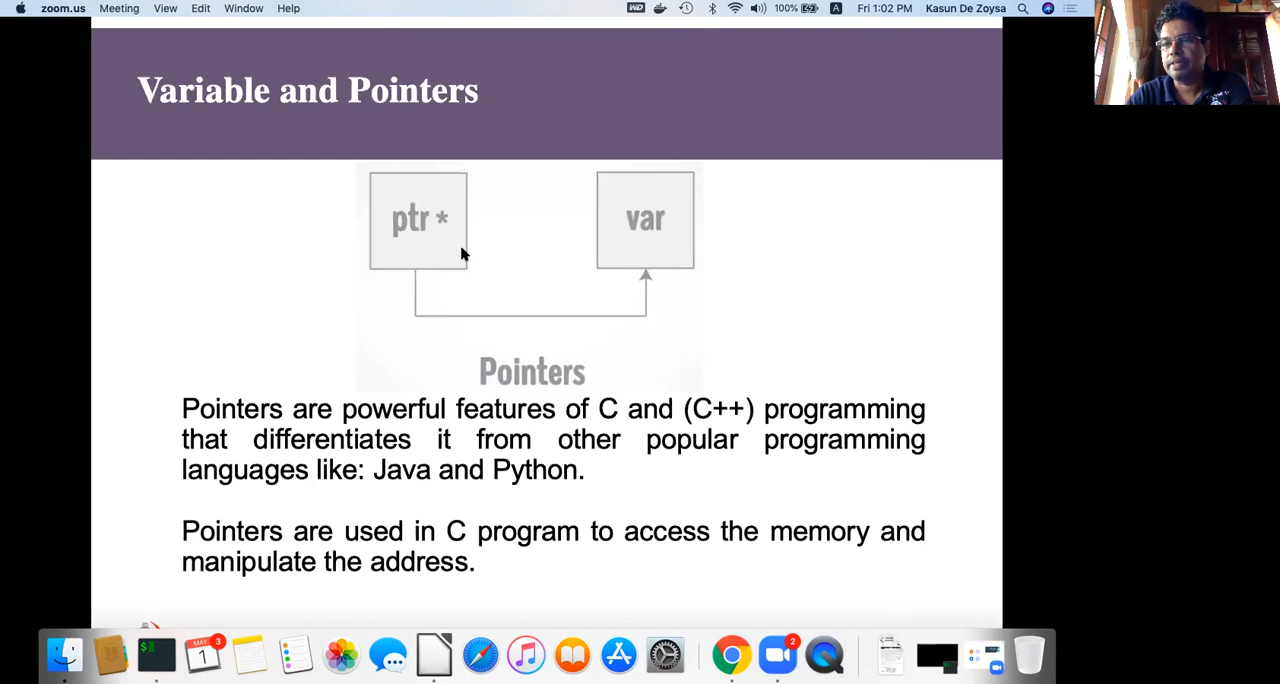 zoom.us Meeting View Edit Window Help WD 100% A Fri 1:02 PM Kasun De Zoysa
Variable and Pointers
ptr * var
Pointers
Pointers are powerful features of C and (C++) programming
that differentiates it from other popular programming
languages like: Java and Python.
Pointers are used in C program to access the memory and
manipulate the address.
MAY 3
1
2